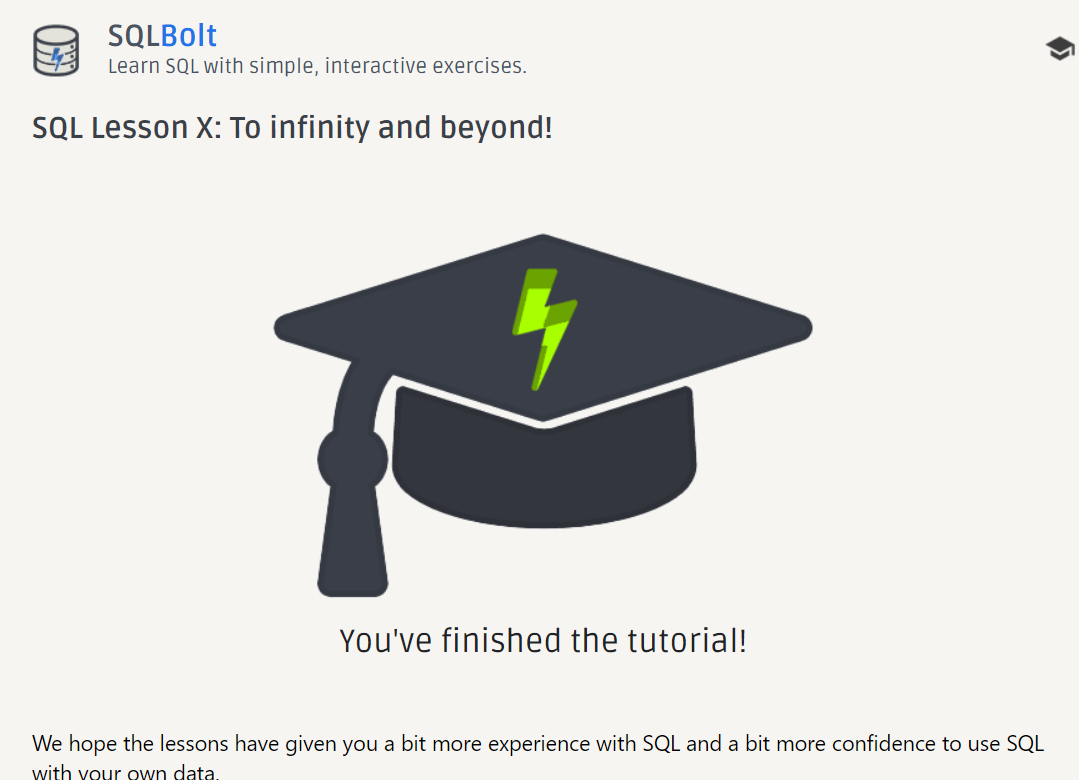 SQLBolt
Learn SQL with simple, interactive exercises.
SQL Lesson X: To infinity and beyond!
You've finished the tutorial!
We hope the lessons have given you a bit more experience with SQL and a bit more confidence to use SQL
with your own data.